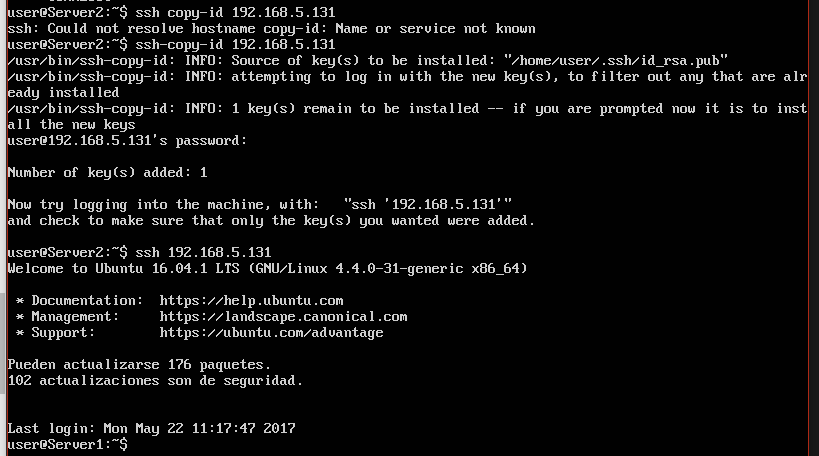 user@Server2:~$ ssh copy-id 192.168.5.131
ssh: Could not resolve hostname copy-id: Name or service not known
user@Server2:~$ ssh-copy-id 192.168.5.131
/usr/bin/ssh-copy-id: INFO: Source of key(s) to be installed: "/home/user/.ssh/id_rsa.pub"
/usr/bin/ssh-copy-id: INFO: attempting to log in with the new key(s), to filter out any that are alr
eady installed
/usr/bin/ssh-copy-id: INFO: 1 key(s) remain to be installed -- if you are prompted now it is to inst
all the new keys
user@192.168.5.131's password:
Number of key(s) added: 1
Now try logging into the machine, with:   "ssh '192.168.5.131'"
and check to make sure that only the key(s) you wanted were added.
user@Server2:~$ ssh 192.168.5.131
Welcome to Ubuntu 16.04.1 LTS (GNU/Linux 4.4.0-31-generic x86_64)
* Documentation:  https://help.ubuntu.com
* Management:     https://landscape.canonical.com
* Support:        https://ubuntu.com/advantage
Pueden actualizarse 176 paquetes.
102 actualizaciones son de seguridad.
Last login: Mon May 22 11:17:47 2017
user@Server1:~$